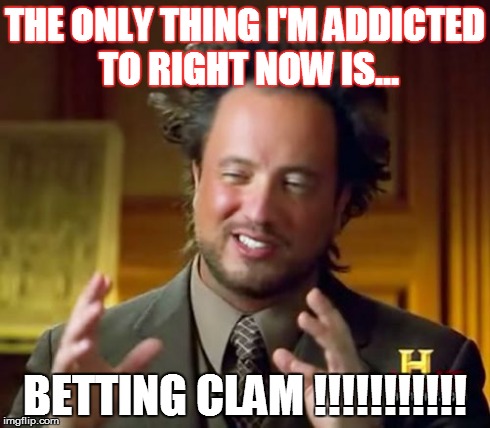 THE ONLY THING I'M ADDICTED
TO RIGHT NOW IS...
H
BETTING CLAM !!!!!!!!!!!
imgflip.com